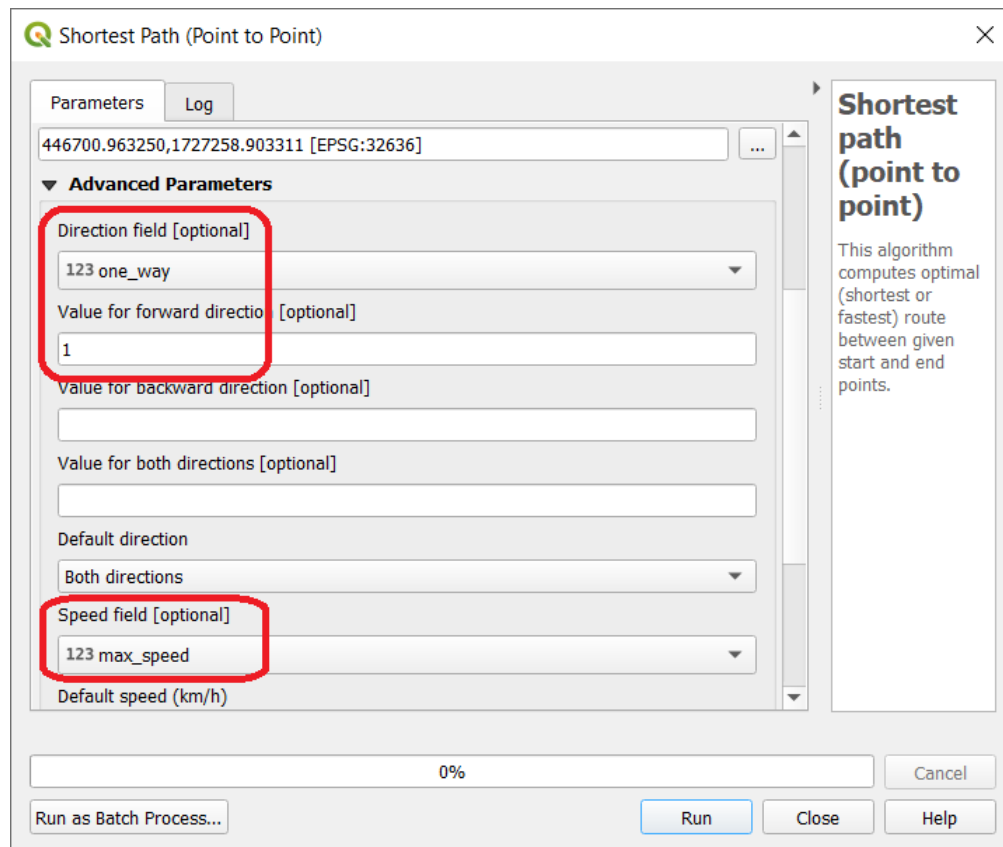 Shortest Path (Point to Point)
Parameters
Log
446700.963250,1727258.903311 [EPSG:32636]
...
Advanced Parameters
Direction field [optional]
123 one_way
Value for forward direction [optional]
1
Value for backward direction [optional]
Value for both directions [optional]
Default direction
Both directions
Speed field [optional]
123 max_speed
Default speed (km/h)
Shortest
path
(point to
point)
This algorithm
computes optimal
(shortest or
fastest) route
between given
start and end
points.
0%
Cancel
Run as Batch Process...
Run
Close
Help